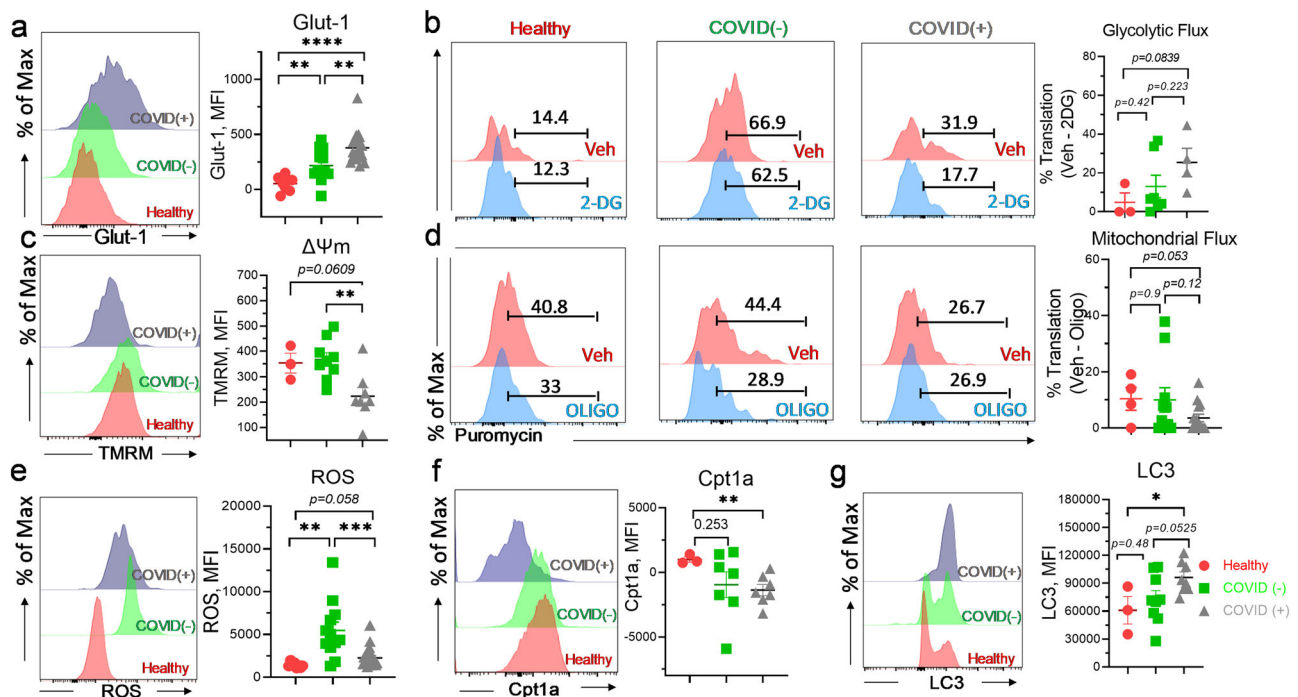 a
Glut-1
% of Max
COVID(+)
COVID(-)
Healthy
Glut-1
Glut-1, MFI
1000
500
0
****
**
**
b
Healthy
COVID(-)
COVID(+)
14.4
Veh
12.3
2-DG
66.9
Veh
62.5
2-DG
31.9
Veh
17.7
2-DG
Glycolytic Flux
% Translation
(Veh - 2DG)
80
60
40
20
0
p=0.0839
p=0.223
p=0.42
c
ΔΨm
% of Max
COVID(+)
COVID(-)
Healthy
TMRM
TMRM, MFI
700
600
500
400
300
200
100
p=0.0609
**
d
% of Max
40.8
Veh
33
OLIGO
44.4
Veh
28.9
OLIGO
26.7
Veh
26.9
OLIGO
Puromycin
Mitochondrial Flux
% Translation
(Veh - Oligo)
60
40
20
0
p=0.053
p=0.12
p=0.9
e
ROS
% of Max
COVID(+)
COVID(-)
Healthy
ROS
ROS, MFI
20000
15000
10000
5000
0
p=0.058
**
***
f
Cpt1a
% of Max
COVID(+)
COVID(-)
Healthy
Cpt1a
Cpt1a, MFI
5000
0
-5000
**
0.253
g
LC3
% of Max
COVID(+)
COVID(-)
Healthy
LC3
LC3, MFI
180000
150000
120000
90000
60000
30000
0
*
p=0.0525
p=0.48
Healthy
COVID (-)
COVID (+)